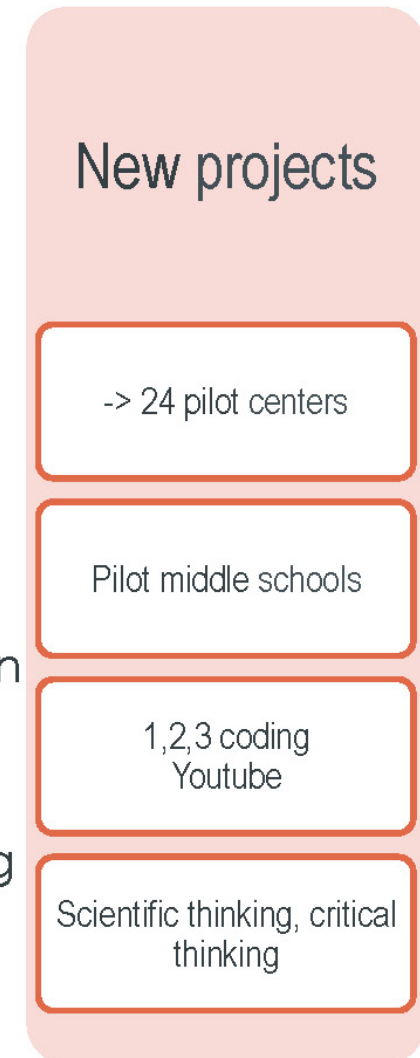 New projects
-> 24 pilot centers
Pilot middle schools
1,2,3 coding
Youtube
Scientific thinking, critical
thinking